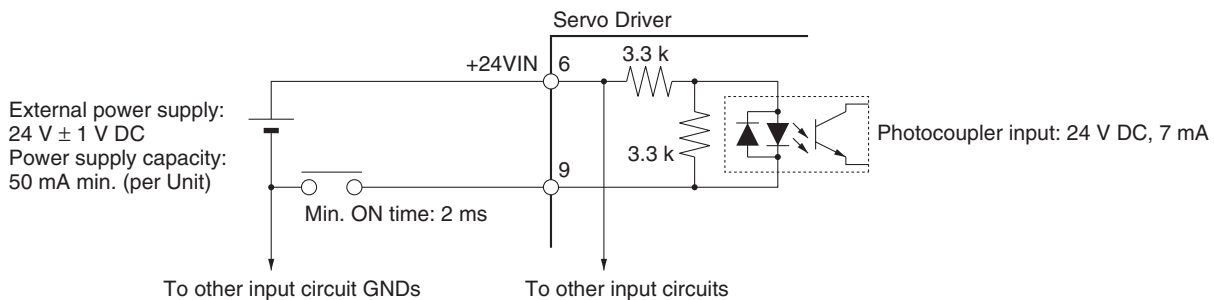 Servo Driver
+24VIN
6
3.3 k
External power supply:
24 V ± 1 V DC
Power supply capacity:
50 mA min. (per Unit)
3.3 k
Photocoupler input: 24 V DC, 7 mA
9
Min. ON time: 2 ms
To other input circuit GNDs
To other input circuits